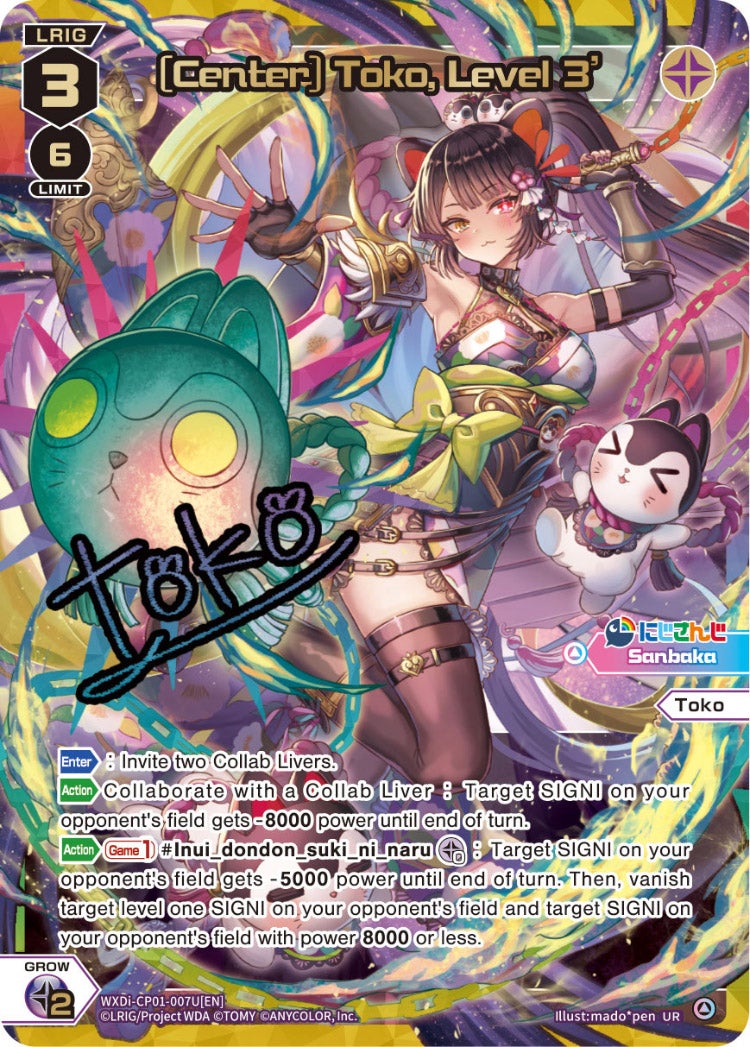 LRIG
3
[Center] Toko, Level 3'
6
LIMIT
Toko
にじさんじ
Sanbaka
Toko
Enter : Invite two Collab Livers.
Action Collaborate with a Collab Liver : Target SIGNI on your
opponent's field gets -8000 power until end of turn.
Action Game 1 #Inui_dondon_suki_ni_naru 0 : Target SIGNI on your
opponent's field gets -5000 power until end of turn. Then, vanish
target level one SIGNI on your opponent's field and target SIGNI on
your opponent's field with power 8000 or less.
GROW
2
WXDi-CP01-007U[EN]
©LRIG/Project WDA ©TOMY ©ANYCOLOR, Inc.
Illust:mado*pen UR